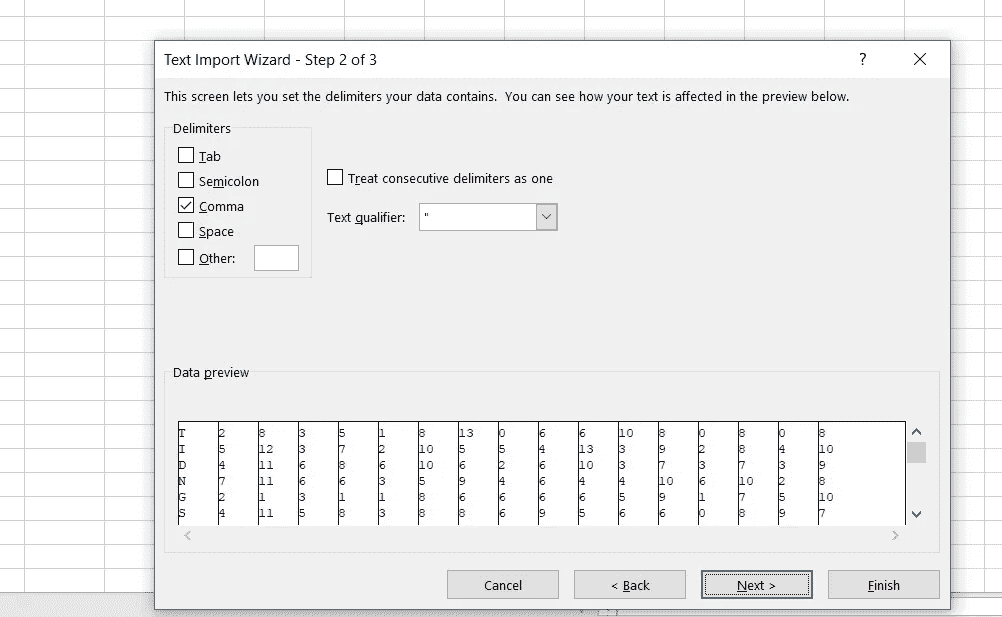 Text Import Wizard - Step 2 of 3 ?
This screen lets you set the delimiters your data contains. You can see how your text is affected in the preview below.
Delimiters
Tab
Semicolon
Comma
Space
Other:
Treat consecutive delimiters as one
Text qualifier: "
Data preview
T 2 8 3 5 1 8 13 0 6 6 10 8 0 8 0 8
I 5 12 3 7 2 10 5 5 4 13 3 9 2 8 4 10
D 4 11 6 8 6 10 6 2 6 10 3 7 3 7 3 9
N 7 11 6 6 3 5 9 4 6 4 4 10 6 10 2 8
G 2 1 3 1 1 8 6 6 6 6 5 9 1 7 5 10
S 4 11 5 8 3 8 8 6 9 5 6 6 0 8 9 7
Cancel < Back Next > Finish